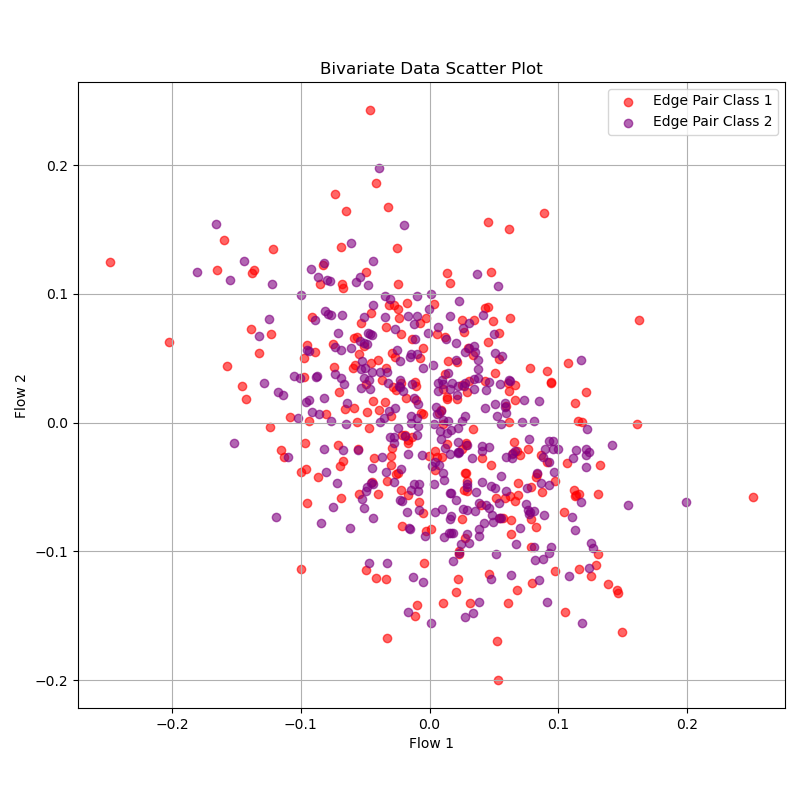 Bivariate Data Scatter Plot
Edge Pair Class 1
Edge Pair Class 2
Flow 2
0.2
0.1
0.0
−0.1
−0.2
−0.2
−0.1
0.0
0.1
0.2
Flow 1